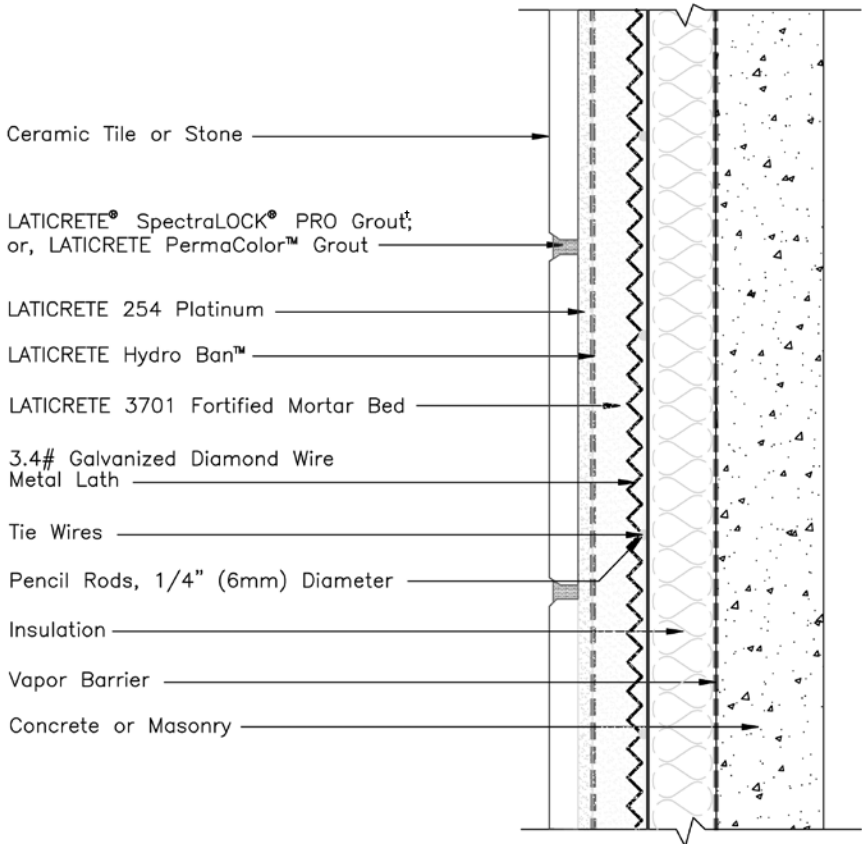 Ceramic Tile or Stone
LATICRETE® SpectraLOCK® PRO Grout†;
or, LATICRETE PermaColor™ Grout
LATICRETE 254 Platinum
LATICRETE Hydro Ban™
LATICRETE 3701 Fortified Mortar Bed
3.4# Galvanized Diamond Wire
Metal Lath
Tie Wires
Pencil Rods, 1/4" (6mm) Diameter
Insulation
Vapor Barrier
Concrete or Masonry